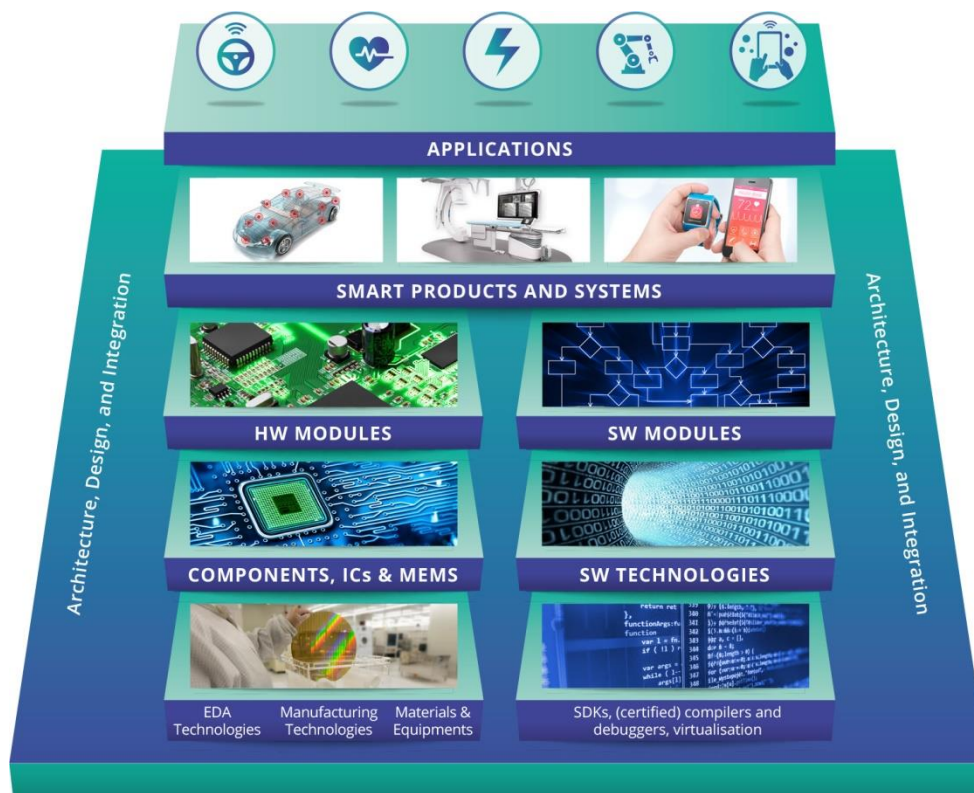 APPLICATIONS
SMART PRODUCTS AND SYSTEMS
Architecture, Design, and Integration
Architecture, Design, and Integration
HW MODULES
SW MODULES
COMPONENTS, ICs & MEMS
SW TECHNOLOGIES
EDA
Technologies
Manufacturing
Technologies
Materials &
Equipments
SDKs, (certified) compilers and
debuggers, virtualisation